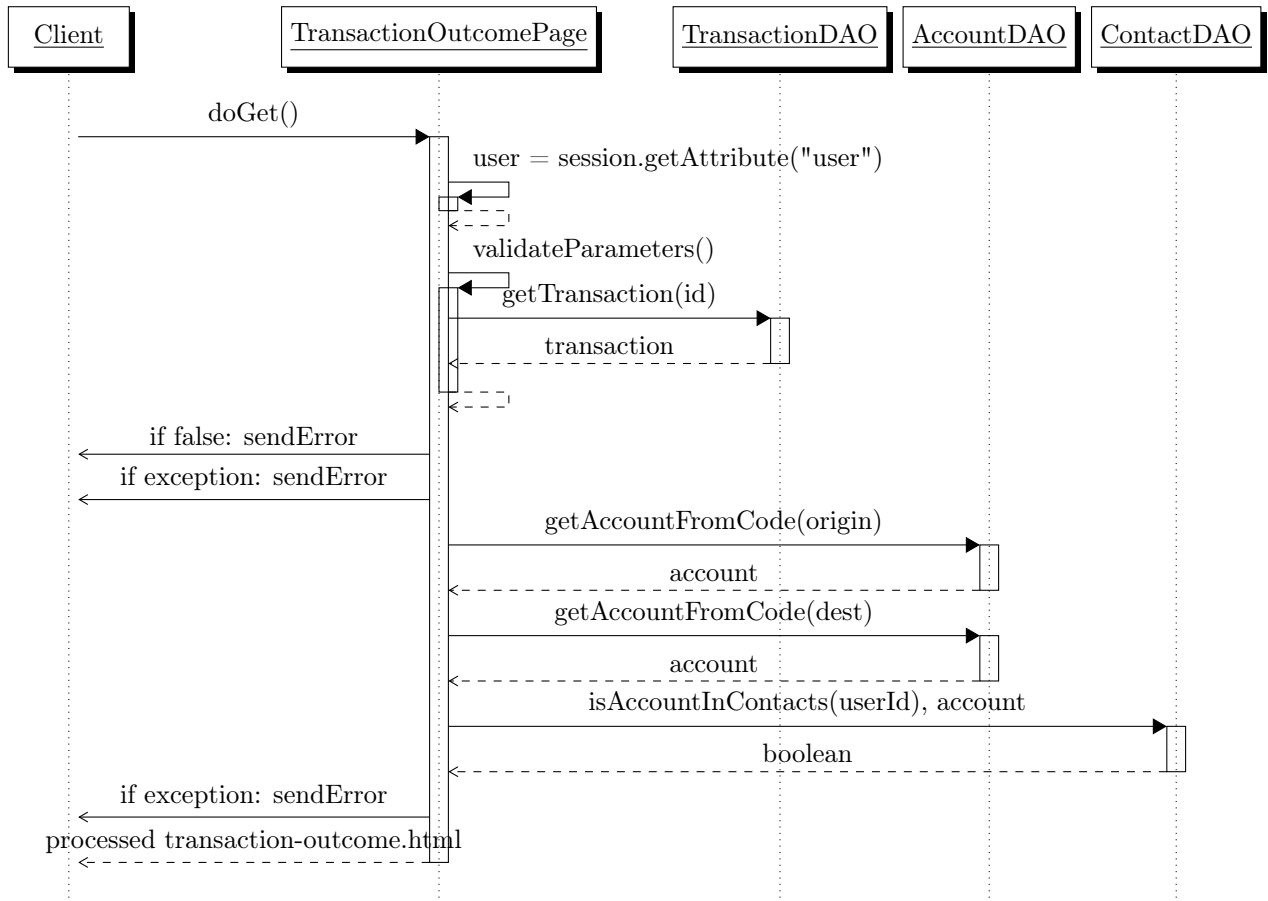 Client
TransactionOutcomePage
TransactionDAO
AccountDAO
ContactDAO
doGet()
user = session.getAttribute("user")
validateParameters()
getTransaction(id)
transaction
if false: sendError
if exception: sendError
getAccountFromCode(origin)
account
getAccountFromCode(dest)
account
isAccountInContacts(userId), account
boolean
if exception: sendError
processed transaction-outcome.html